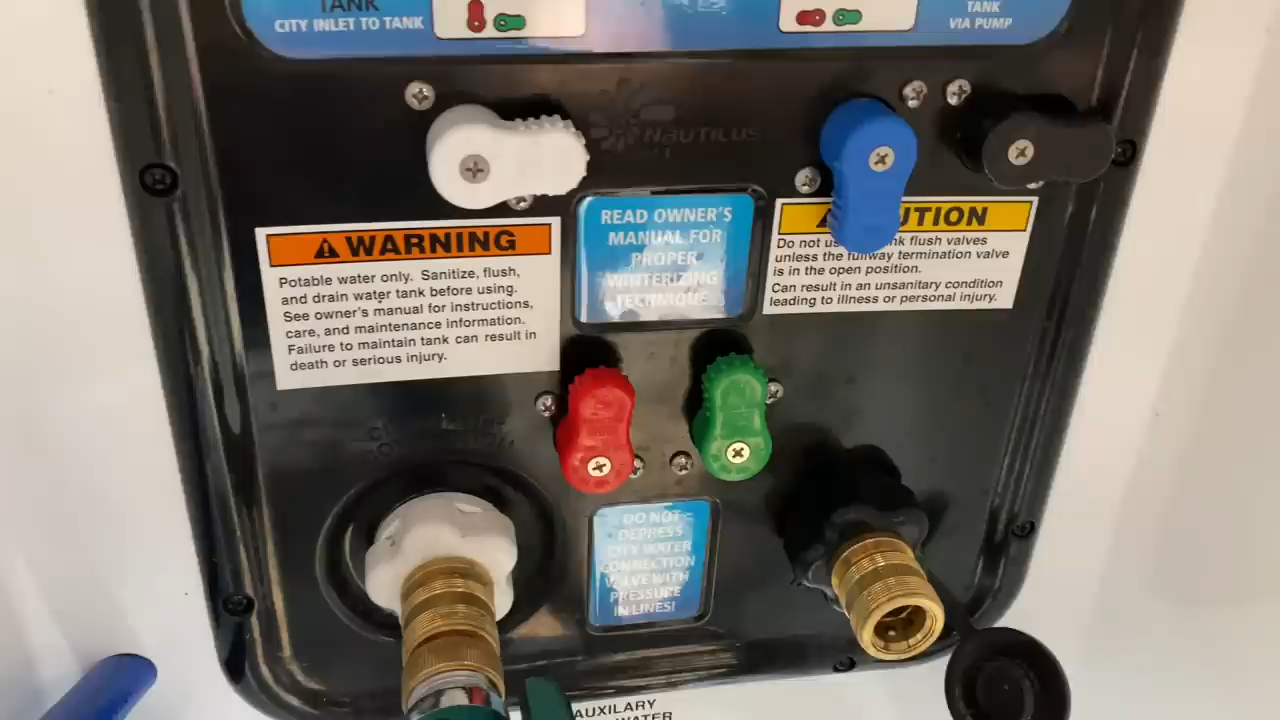 TANK
CITY INLET TO TANK
TANK
VIA PUMP
NAUTILUS
WARNING
Potable water only. Sanitize, flush,
and drain water tank before using.
See owner's manual for instructions,
care, and maintenance information.
Failure to maintain tank can result in
death or serious injury.
READ OWNER'S
MANUAL FOR
PROPER
WINTERIZING
TECHNIQUE
UTION
Do not nk flush valves
unless the fullway termination valve
is in the open position.
Can result in an unsanitary condition
leading to illness or personal injury.
DO NOT
DEPRESS
CITY WATER
CONNECTION
VALVE WITH
PRESSURE
IN LINES!
AUXILARY
WATER